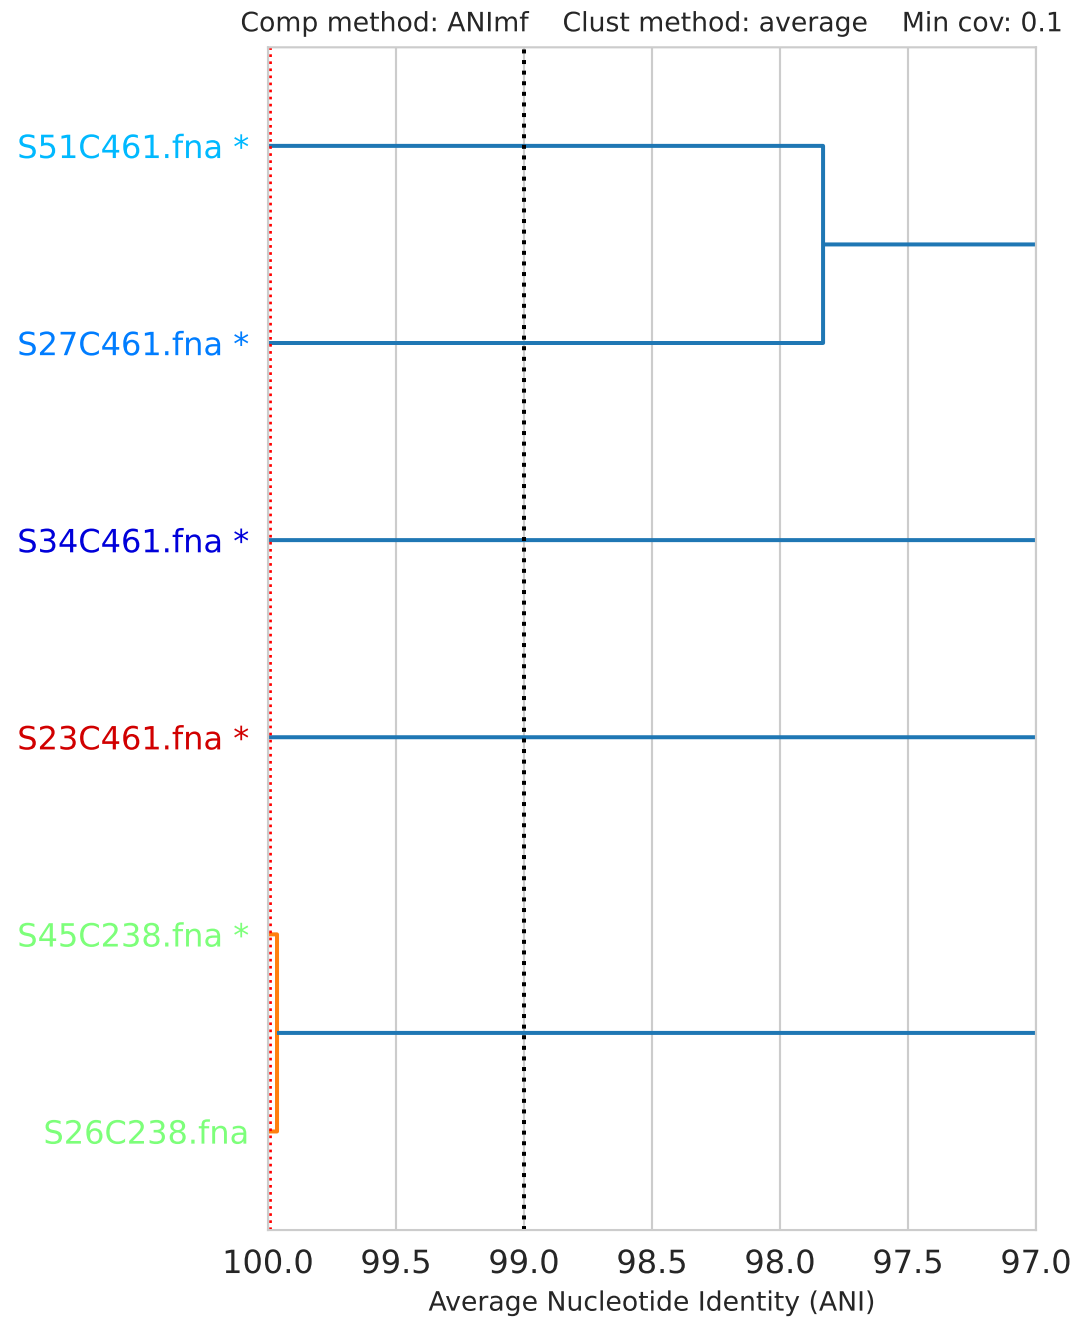 Comp method: ANImf    Clust method: average    Min cov: 0.1
S51C461.fna *
S27C461.fna *
S34C461.fna *
S23C461.fna *
S45C238.fna *
S26C238.fna
100.0 99.5 99.0 98.5 98.0 97.5 97.0
Average Nucleotide Identity (ANI)